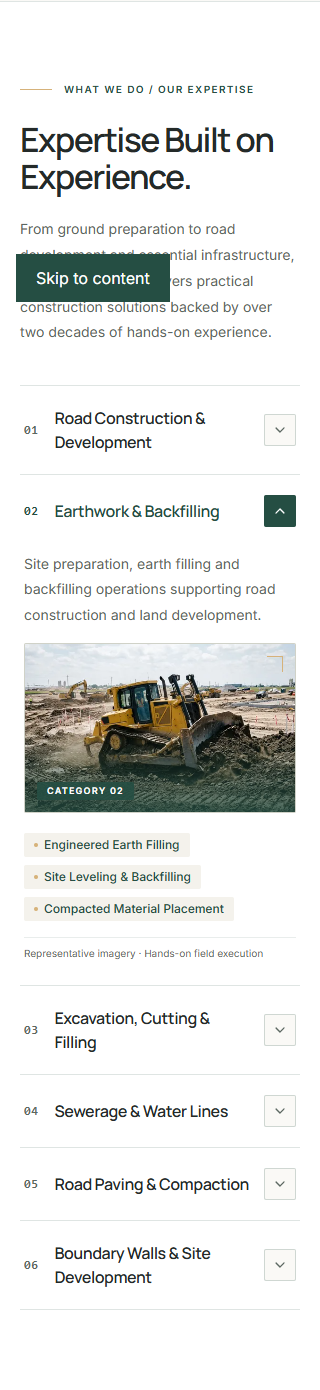 WHAT WE DO / OUR EXPERTISE
Expertise Built on
Experience.
From ground preparation to road
development and essential infrastructure,
Skip to content
vers practical
construction solutions backed by over
two decades of hands-on experience.
01
Road Construction &
Development
02
Earthwork & Backfilling
Site preparation, earth filling and
backfilling operations supporting road
construction and land development.
CATEGORY 02
Engineered Earth Filling
Site Leveling & Backfilling
Compacted Material Placement
Representative imagery · Hands-on field execution
03
Excavation, Cutting &
Filling
04
Sewerage & Water Lines
05
Road Paving & Compaction
06
Boundary Walls & Site
Development